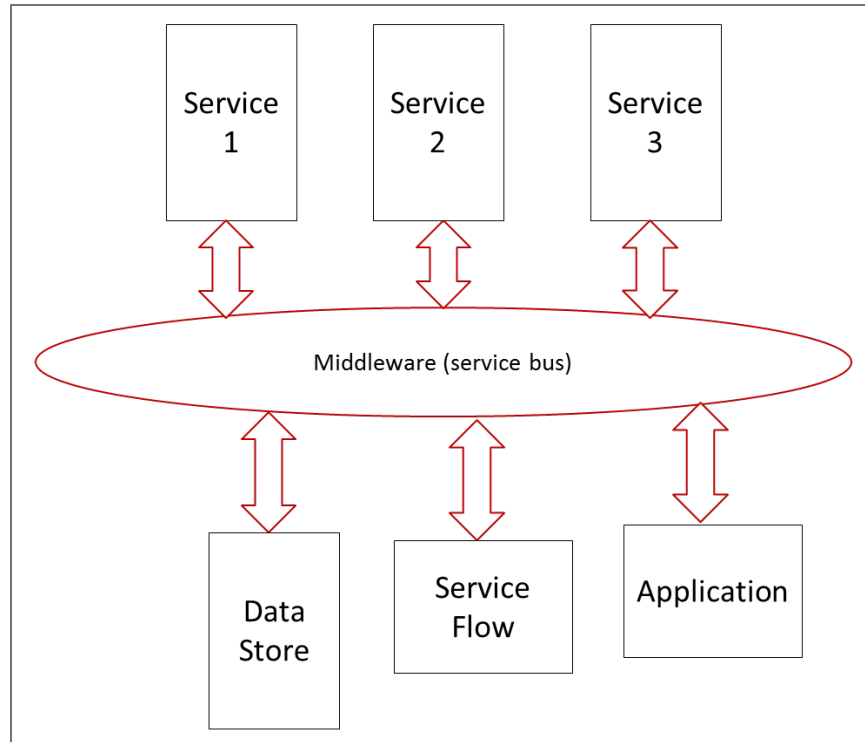 Service
1
Service
2
Service
3
Middleware (service bus)
Data
Store
Service
Flow
Application